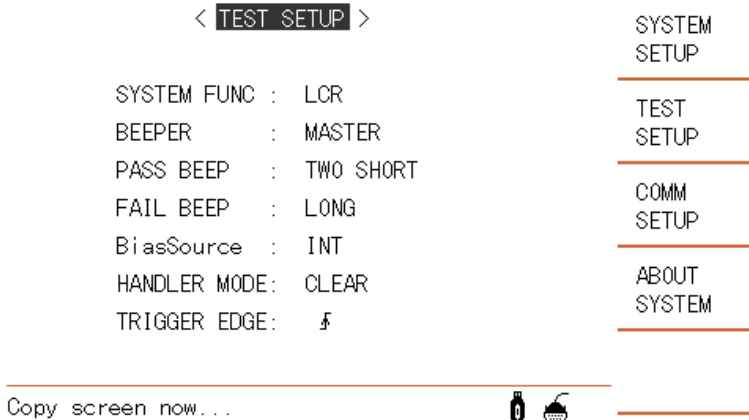 < TEST SETUP >
SYSTEM FUNC : LCR
BEEPER : MASTER
PASS BEEP : TWO SHORT
FAIL BEEP : LONG
BiasSource : INT
HANDLER MODE: CLEAR
TRIGGER EDGE:
Copy screen now...
SYSTEM
SETUP
TEST
SETUP
COMM
SETUP
ABOUT
SYSTEM